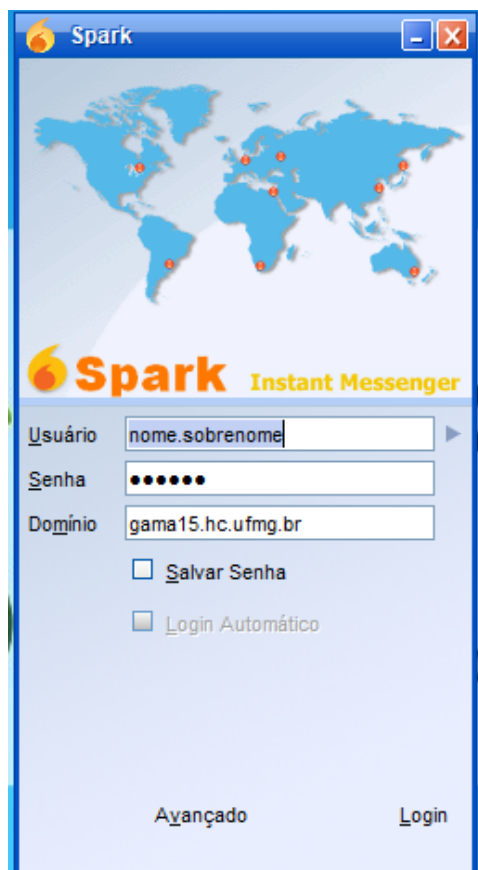 Spark
Spark Instant Messenger
Usuário nome.sobrenome
Senha ••••••
Domínio gama15.hc.ufmg.br
Salvar Senha
Login Automático
Avançado Login